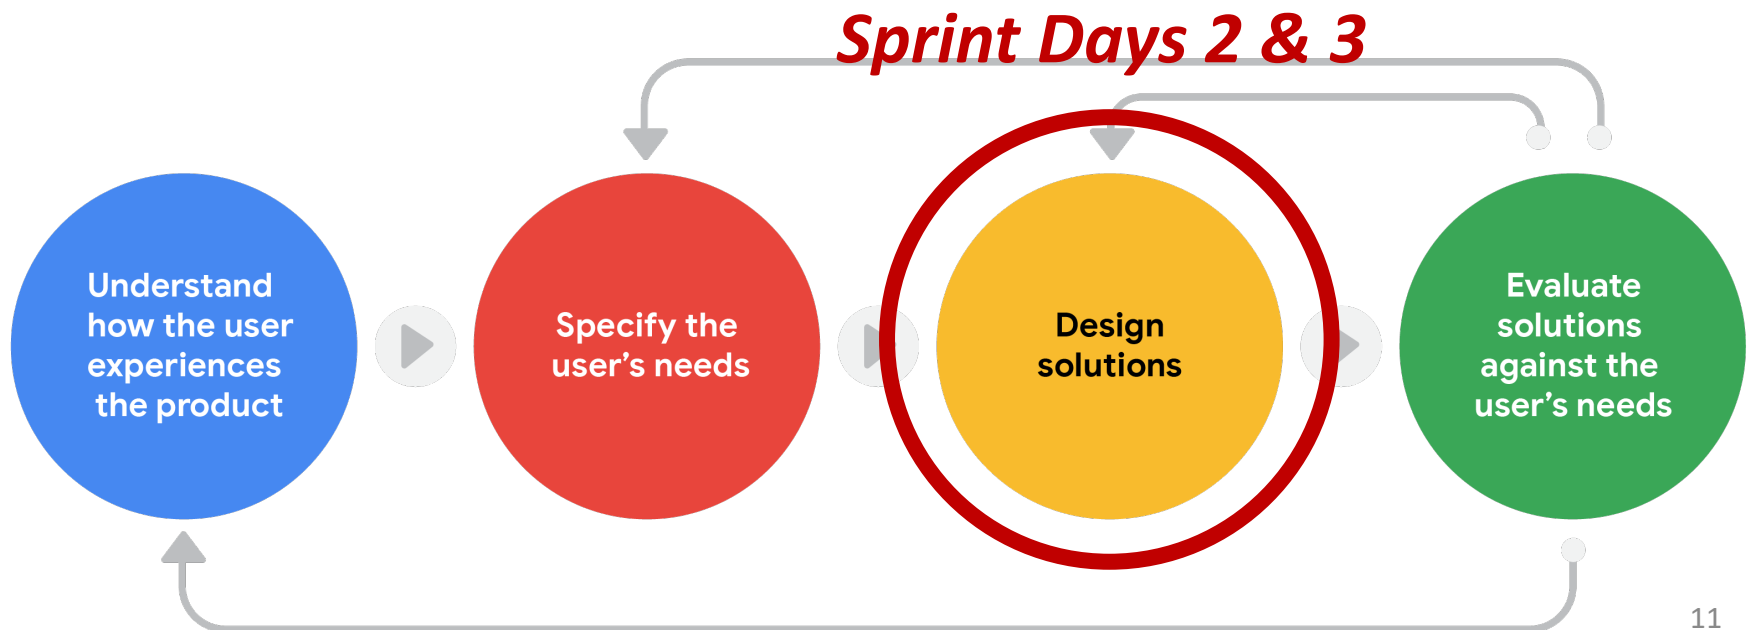 Sprint Days 2 & 3
Understand
how the user
experiences
the product
Specify the
user’s needs
Design
solutions
Evaluate
solutions
against the
user’s needs
11